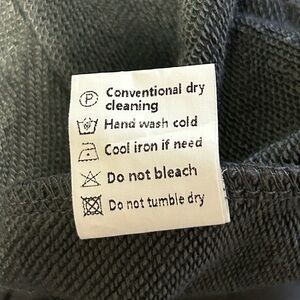 P Conventional dry
cleaning
Hand wash cold
Cool iron if need
Do not bleach
Do not tumble dry